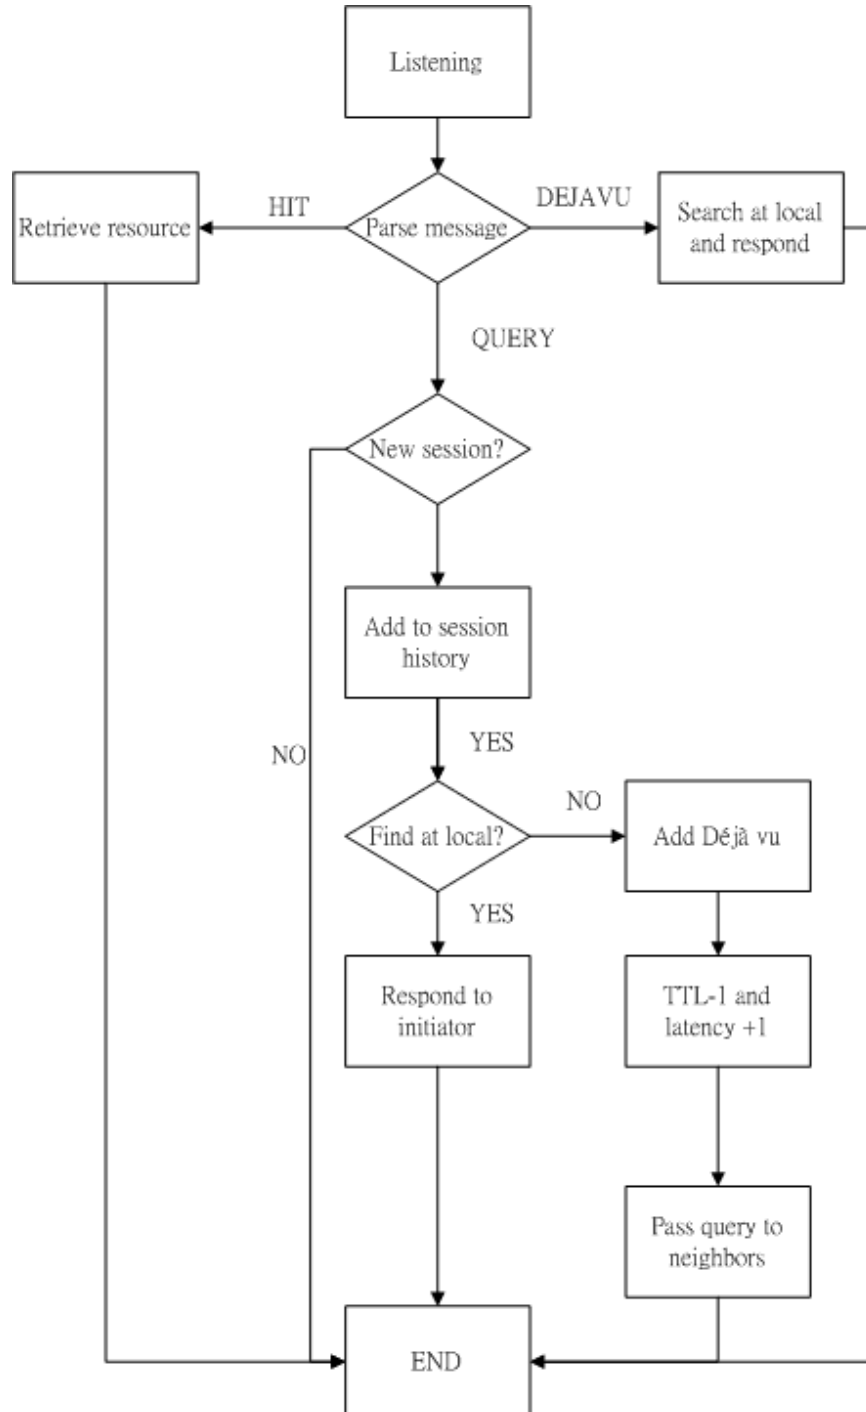 Listening
HIT
DEJAVU
Retrieve resource
Parse message
Search at local
and respond
QUERY
New session?
Add to session
history
NO
YES
Find at local?
NO
Add Déjà vu
YES
Respond to
initiator
TTL-1 and
latency +1
Pass query to
neighbors
END